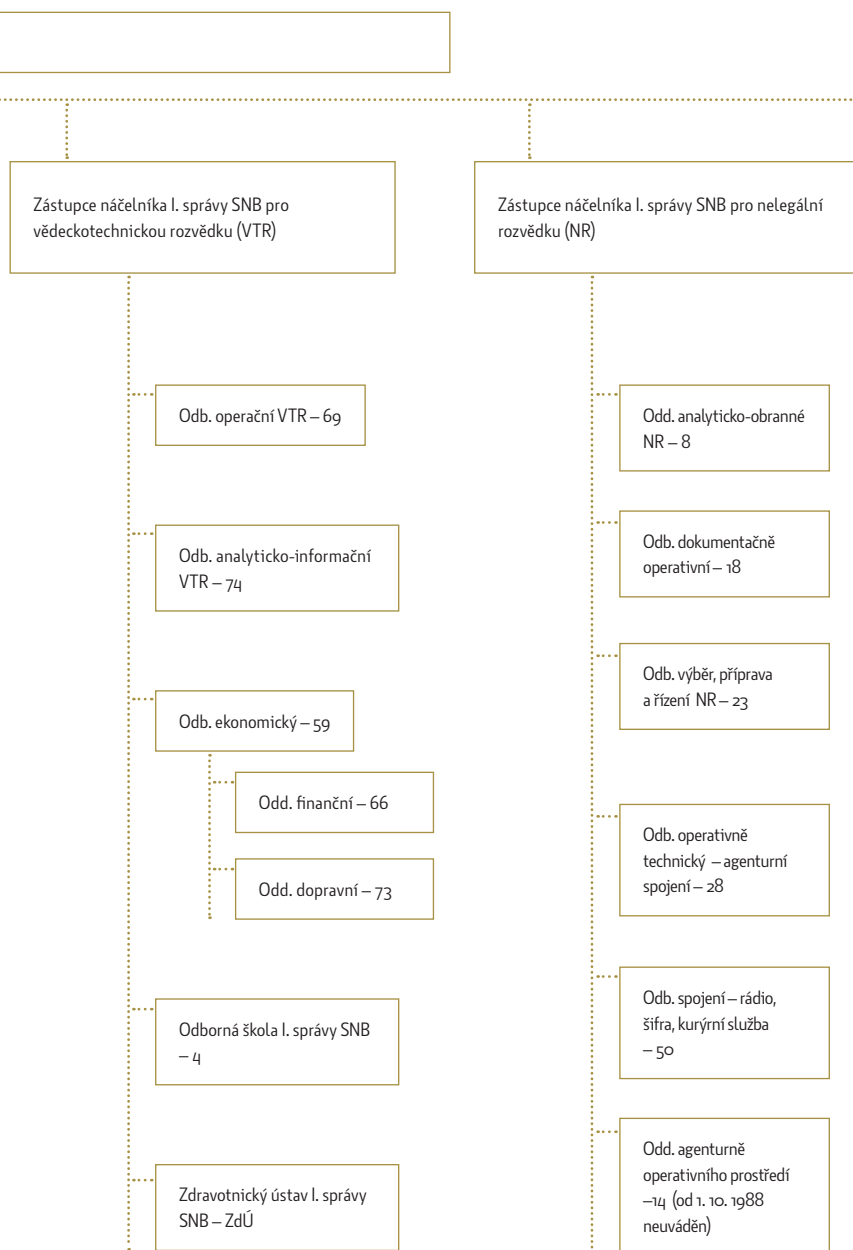 Zástupce náčelníka I. správy SNB pro
vědeckotechnickou rozvědku (VTR)
Odb. operační VTR – 69
Odb. analyticko-informační
VTR – 74
Odb. ekonomický – 59
Odd. finanční – 66
Odd. dopravní – 73
Odborná škola I. správy SNB
– 4
Zdravotnický ústav I. správy
SNB – ZdÚ
Zástupce náčelníka I. správy SNB pro nelegální
rozvědku (NR)
Odd. analyticko-obranné
NR – 8
Odb. dokumentačně
operativní – 18
Odb. výběr, příprava
a řízení NR – 23
Odb. operativně
technický – agenturní
spojení – 28
Odb. spojení – rádio,
šifra, kurýrní služba
– 50
Odd. agenturně
operativního prostředí
–14 (od 1. 10. 1988
neuváděn)